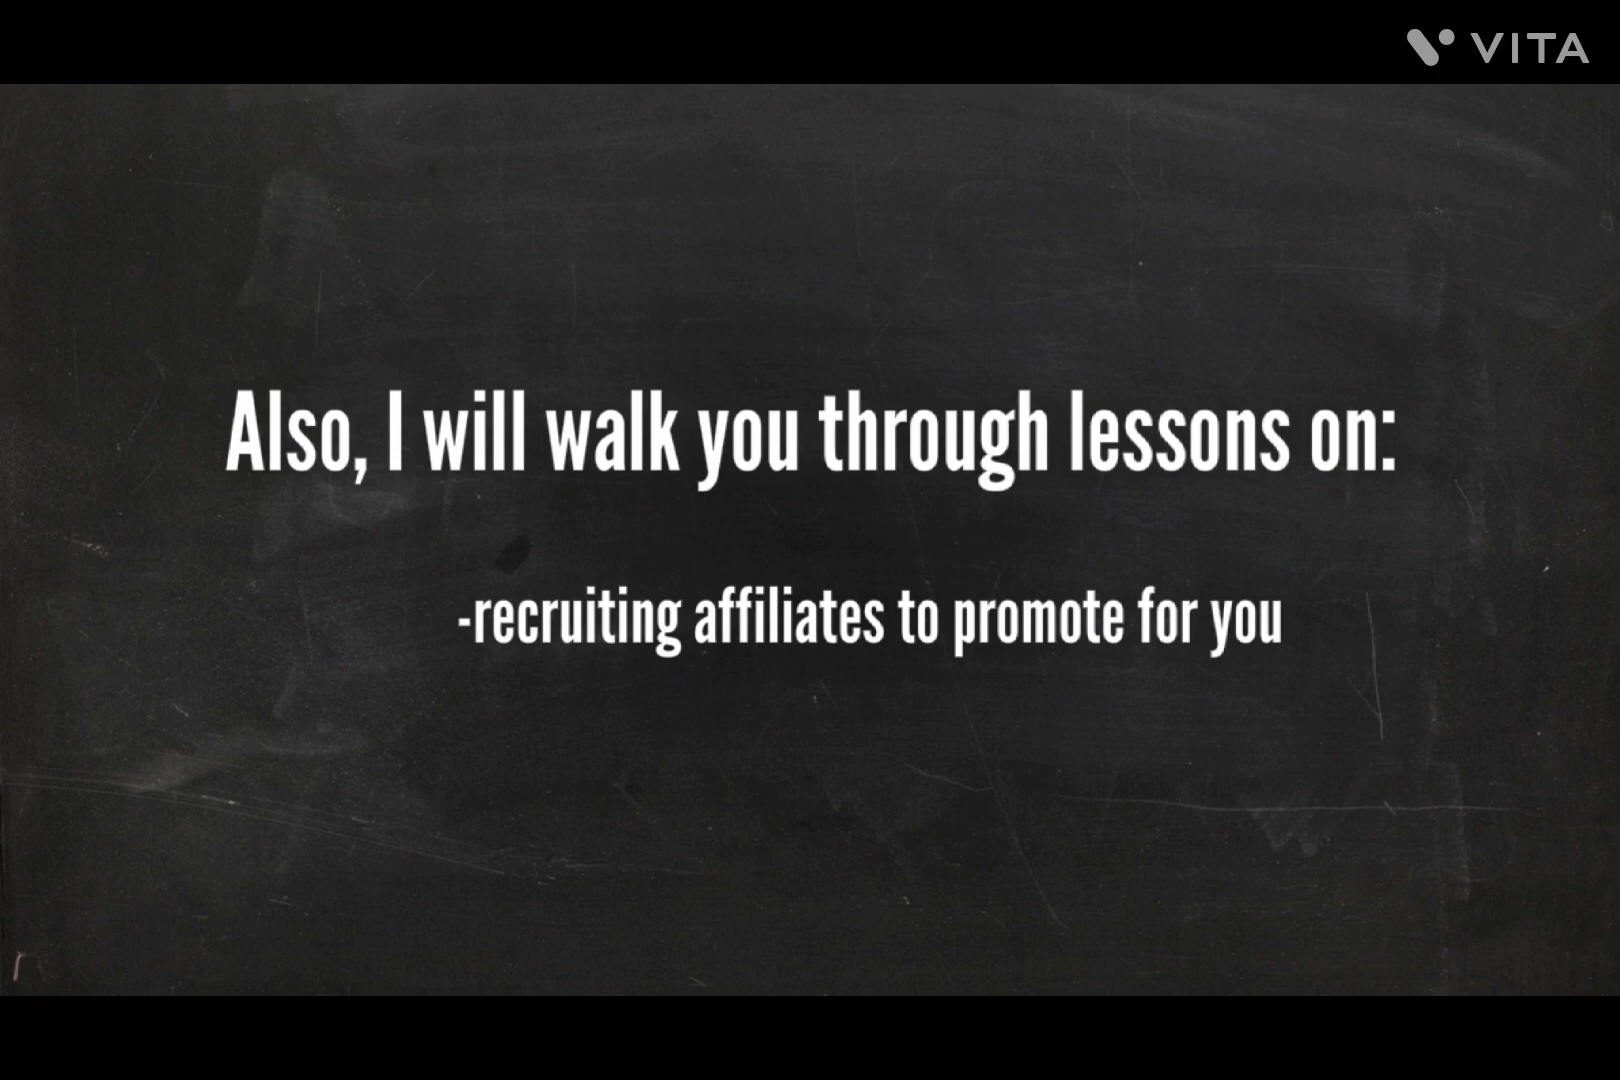 VITA
Also, I will walk you through lessons on:
-recruiting affiliates to promote for you